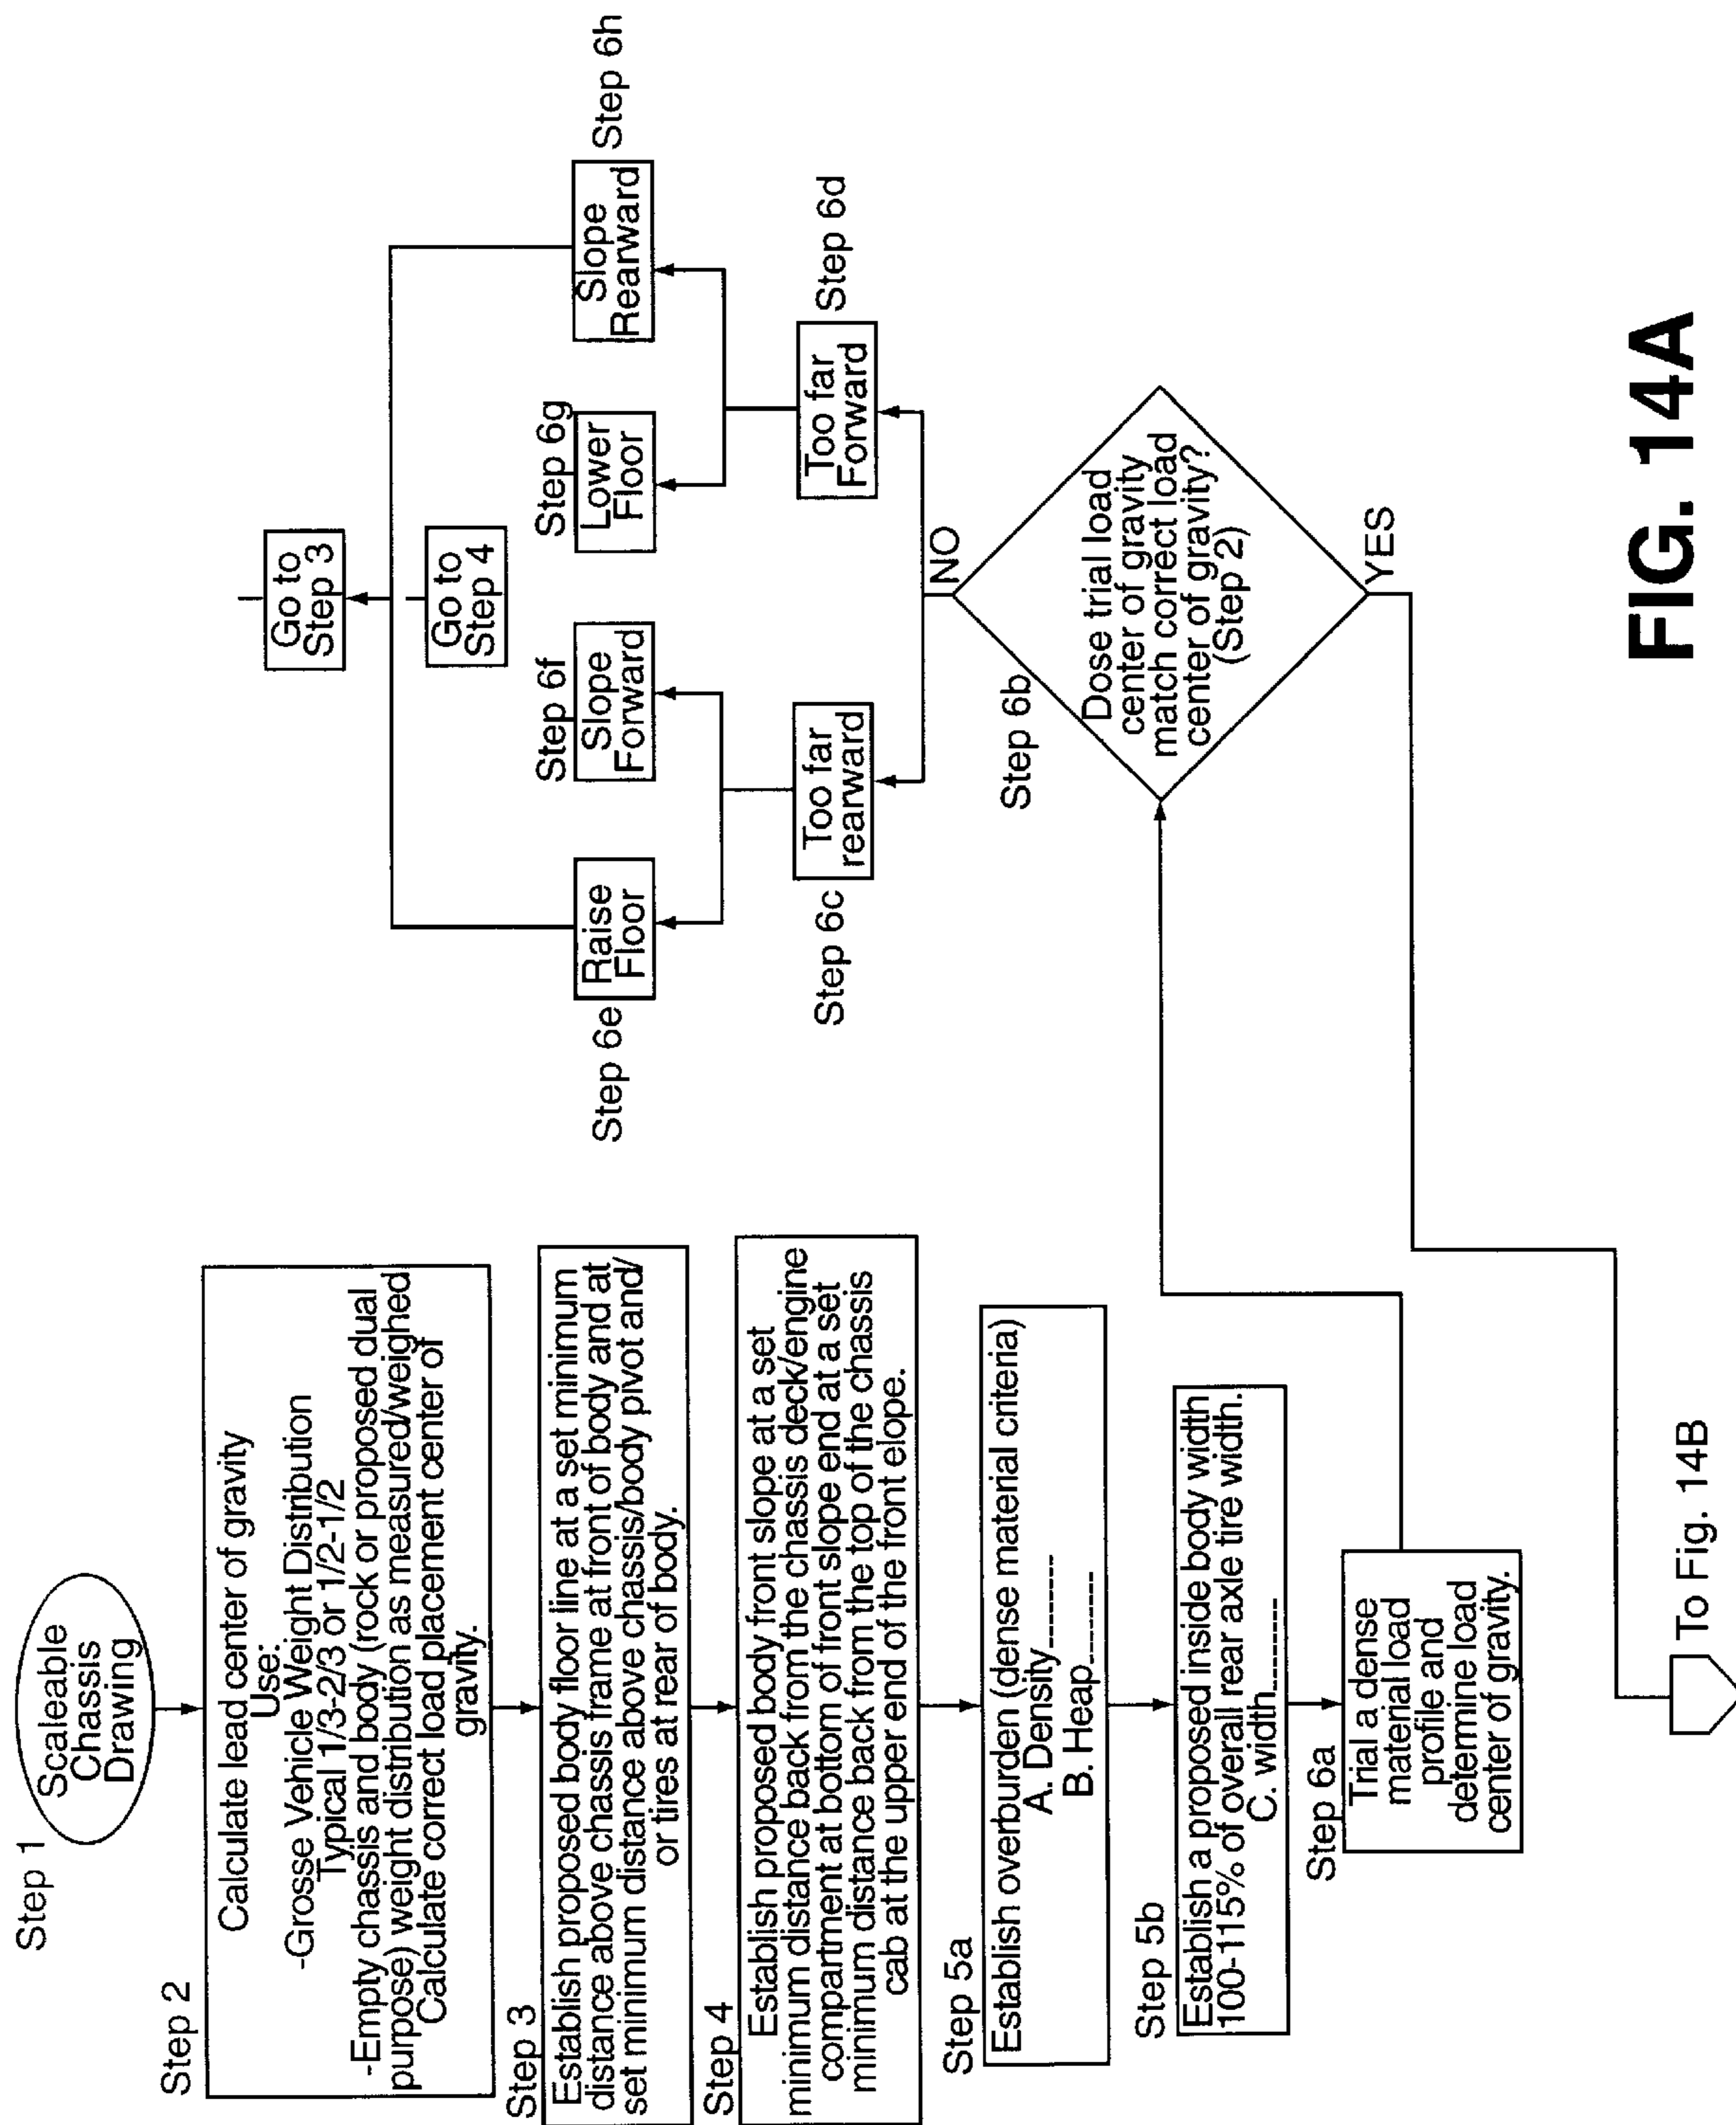 Step 1
Scaleable
Chassis
Drawing
Step 2
Calculate lead center of gravity
Use:
-Grose Vehicle Weight Distribution
Typical 1/3-2/3 or 1/2-1/2
-Empty chassis and body (rock or proposed dual
purpose) weight distribution as measured/weighed
Calculate correct load placement center of
gravity.
Step 3
Establish proposed body floor line at a set minimum
distance above chassis frame at front of body and at
set minimum distance above chassis/body pivot and/
or tires at rear of body.
Step 4
Establish proposed body front slope at a set
minimum distance back from the chassis deck/engine
compartment at bottom of front slope end at a set
minimum distance back from the top of the chassis
cab at the upper end of the front elope.
Step 5a
Establish overburden (dense material criteria)
A. Density________
B. Heap________
Step 5b
Establish a proposed inside body width
100-115% of overall rear axle tire width.
C. width________
Step 6a
Trial a dense
material load
profile and
determine load
center of gravity.
To Fig. 14B
Go to
Step 3
Go to
Step 4
Step 6e
Raise
Floor
Step 6f
Slope
Forward
Step 6g
Lower
Floor
Slope
Rearward
Step 6h
Step 6c
Too far
rearward
Too far
Forward
Step 6d
NO
Step 6b
Dose trial load
center of gravity
match correct load
center of gravity?
(Step 2)
YES
FIG. 14A